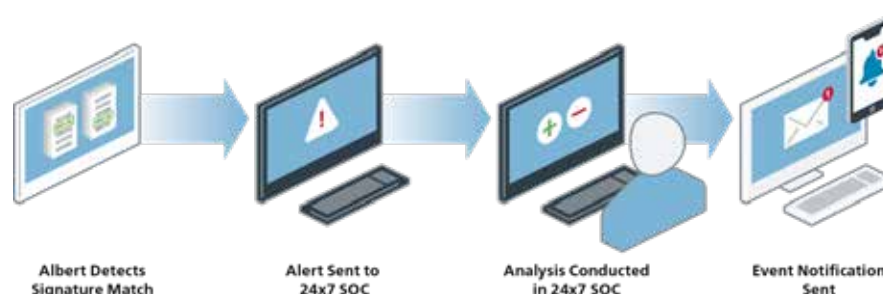 Albert Detects
Signature Match
Alert Sent to
24x7 SOC
Analysis Conducted
in 24x7 SOC
Event Notification
Sent